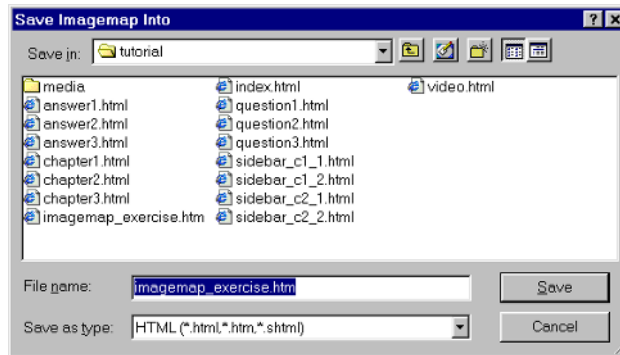 Save Imagemap Into
Save in: tutorial
media
answer1.html
answer2.html
answer3.html
chapter1.html
chapter2.html
chapter3.html
imagemap_exercise.htm
index.html
question1.html
question2.html
question3.html
sidebar_c1_1.html
sidebar_c1_2.html
sidebar_c2_1.html
sidebar_c2_2.html
video.html
File name: imagemap_exercise.htm
Save
Save as type: HTML (*.html,*.htm,*.shtml)
Cancel